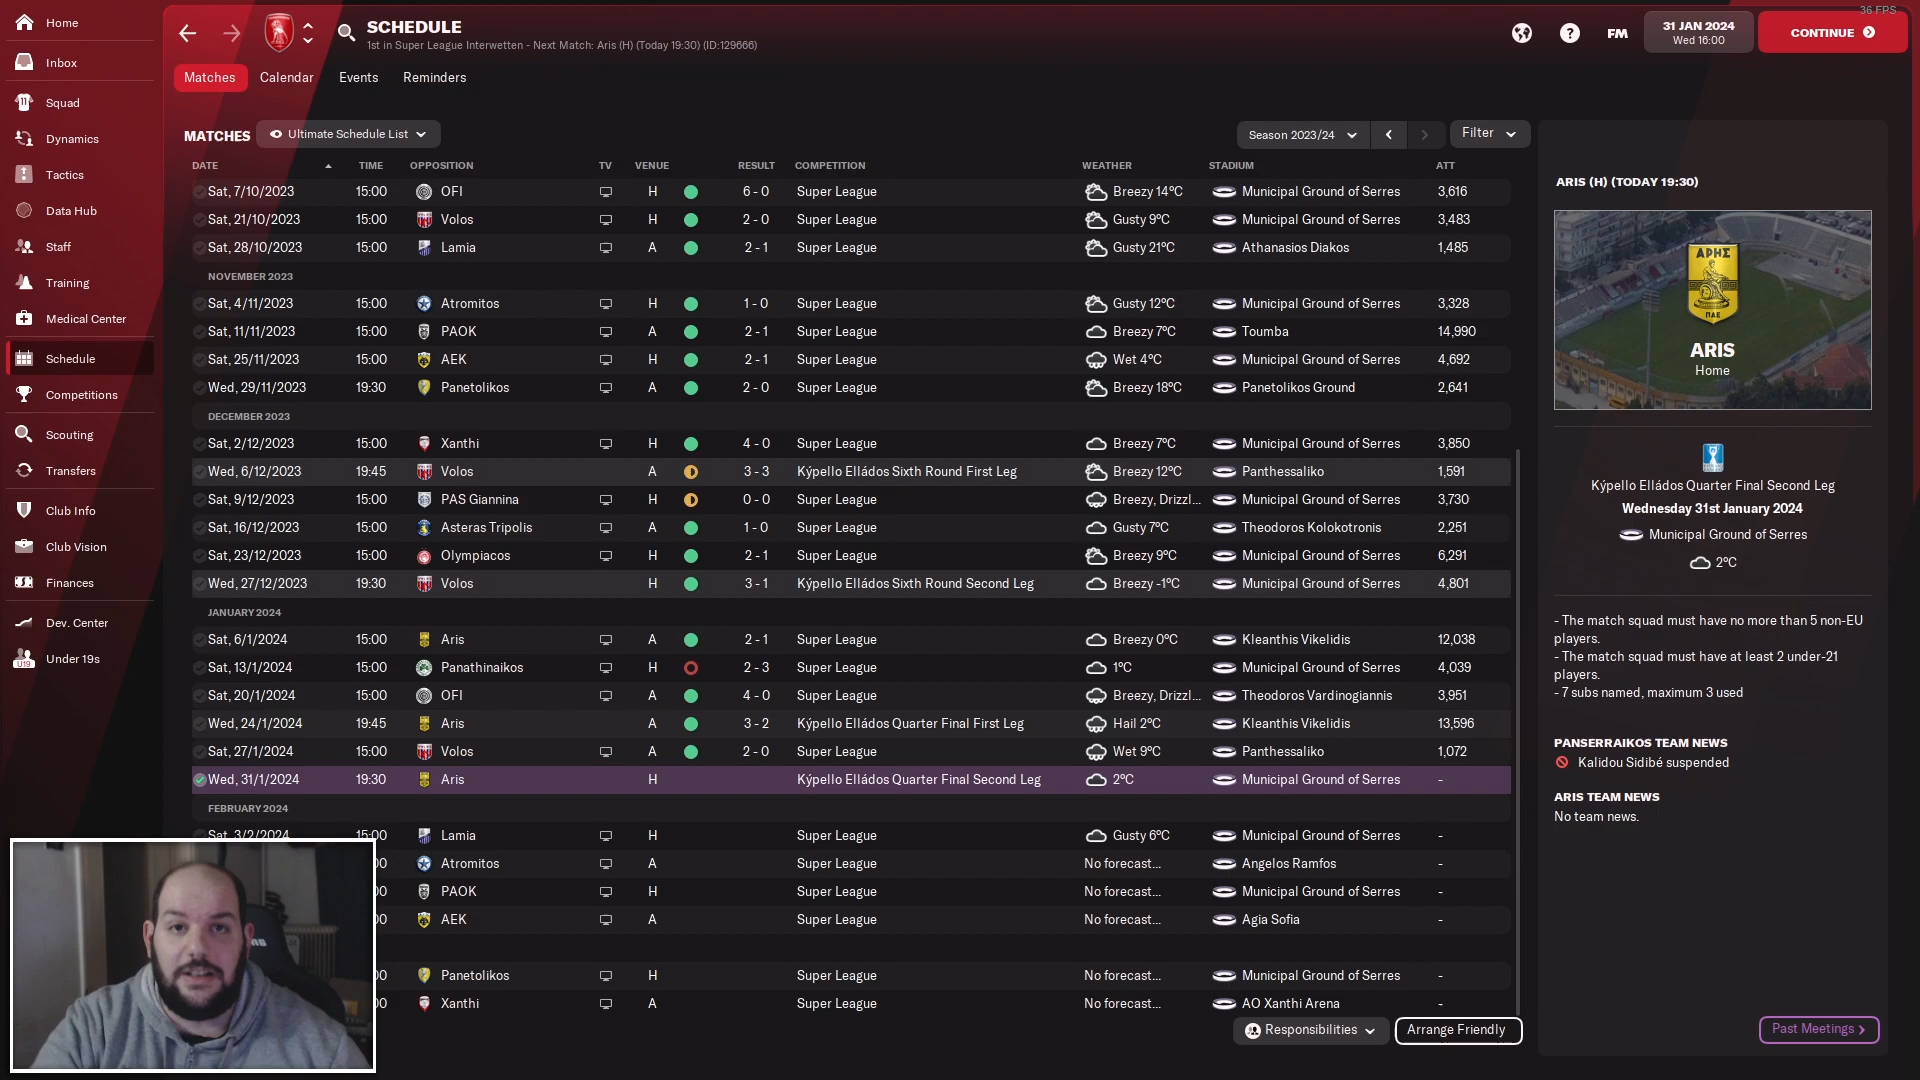 36 FPS
Home
Inbox
Squad
Dynamics
Tactics
Data Hub
Staff
Training
Medical Center
Schedule
Competitions
Scouting
Transfers
Club Info
Club Vision
Finances
Dev. Center
U19
Under 19s
SCHEDULE
1st in Super League Interwetten - Next Match: Aris (H) (Today 19:30) (ID:129666)
FM
31 JAN 2024
Wed 16:00
CONTINUE
Matches Calendar Events Reminders
MATCHES Ultimate Schedule List Season 2023/24 Filter
DATE TIME OPPOSITION TV VENUE RESULT COMPETITION WEATHER STADIUM ATT
Sat, 7/10/2023 15:00 OFI H 6 - 0 Super League Breezy 14ºC Municipal Ground of Serres 3,616
Sat, 21/10/2023 15:00 Volos H 2 - 0 Super League Gusty 9ºC Municipal Ground of Serres 3,483
Sat, 28/10/2023 15:00 Lamia A 2 - 1 Super League Gusty 21ºC Athanasios Diakos 1,485
NOVEMBER 2023
Sat, 4/11/2023 15:00 Atromitos H 1 - 0 Super League Gusty 12ºC Municipal Ground of Serres 3,328
Sat, 11/11/2023 15:00 PAOK A 2 - 1 Super League Breezy 7ºC Toumba 14,990
Sat, 25/11/2023 15:00 AEK H 2 - 1 Super League Wet 4ºC Municipal Ground of Serres 4,692
Wed, 29/11/2023 19:30 Panetolikos A 2 - 0 Super League Breezy 18ºC Panetolikos Ground 2,641
DECEMBER 2023
Sat, 2/12/2023 15:00 Xanthi H 4 - 0 Super League Breezy 7ºC Municipal Ground of Serres 3,850
Wed, 6/12/2023 19:45 Volos A 3 - 3 Kýpello Elládos Sixth Round First Leg Breezy 12ºC Panthessaliko 1,591
Sat, 9/12/2023 15:00 PAS Giannina H 0 - 0 Super League Breezy, Drizzl... Municipal Ground of Serres 3,730
Sat, 16/12/2023 15:00 Asteras Tripolis A 1 - 0 Super League Gusty 7ºC Theodoros Kolokotronis 2,251
Sat, 23/12/2023 15:00 Olympiacos H 2 - 1 Super League Breezy 9ºC Municipal Ground of Serres 6,291
Wed, 27/12/2023 19:30 Volos H 3 - 1 Kýpello Elládos Sixth Round Second Leg Breezy -1ºC Municipal Ground of Serres 4,801
JANUARY 2024
Sat, 6/1/2024 15:00 Aris A 2 - 1 Super League Breezy 0ºC Kleanthis Vikelidis 12,038
Sat, 13/1/2024 15:00 Panathinaikos H 2 - 3 Super League 1ºC Municipal Ground of Serres 4,039
Sat, 20/1/2024 15:00 OFI A 4 - 0 Super League Breezy, Drizzl... Theodoros Vardinogiannis 3,951
Wed, 24/1/2024 19:45 Aris A 3 - 2 Kýpello Elládos Quarter Final First Leg Hail 2ºC Kleanthis Vikelidis 13,596
Sat, 27/1/2024 15:00 Volos A 2 - 0 Super League Wet 9ºC Panthessaliko 1,072
Wed, 31/1/2024 19:30 Aris H Kýpello Elládos Quarter Final Second Leg 2ºC Municipal Ground of Serres -
FEBRUARY 2024
Sat, 3/2/2024 15:00 Lamia H Super League Gusty 6ºC Municipal Ground of Serres -
00 Atromitos A Super League No forecast... Angelos Ramfos -
00 PAOK H Super League No forecast... Municipal Ground of Serres -
00 AEK A Super League No forecast... Agia Sofia -
00 Panetolikos H Super League No forecast... Municipal Ground of Serres -
00 Xanthi A Super League No forecast... AO Xanthi Arena -
Responsibilities Arrange Friendly
ARIS (H) (TODAY 19:30)
ΑΡΗΣ
ΠΑΕ
ARIS
Home
Kýpello Elládos Quarter Final Second Leg
Wednesday 31st January 2024
Municipal Ground of Serres
2ºC
- The match squad must have no more than 5 non-EU
players.
- The match squad must have at least 2 under-21
players.
- 7 subs named, maximum 3 used
PANSERRAIKOS TEAM NEWS
Kalidou Sidibé suspended
ARIS TEAM NEWS
No team news.
Past Meetings